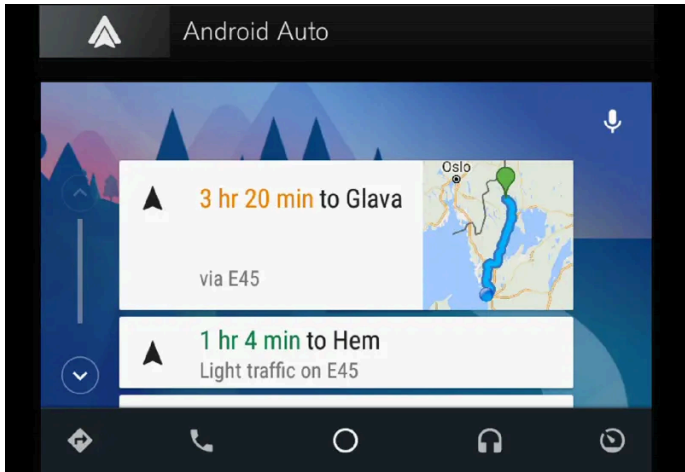 Android Auto
3 hr 20 min to Glava
via E45
Oslo
1 hr 4 min to Hem
Light traffic on E45